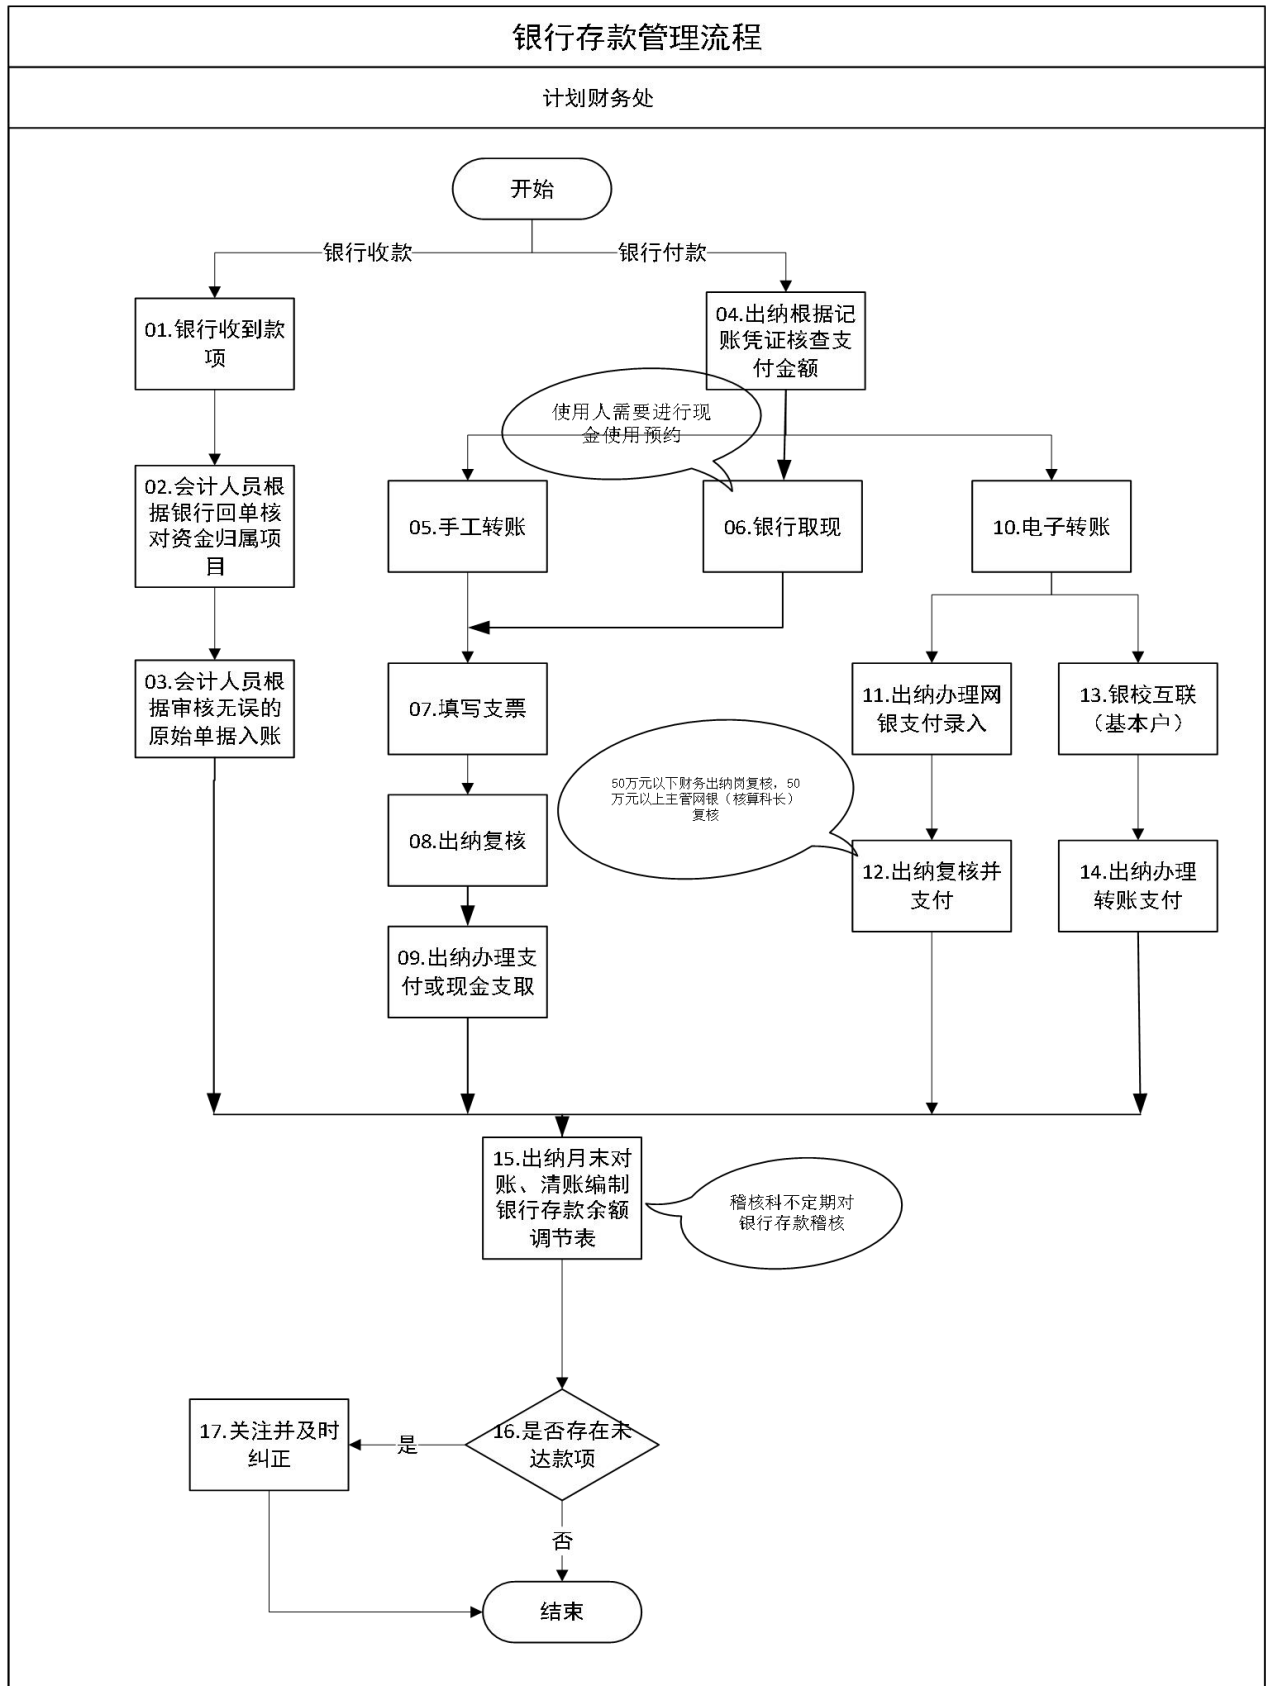 银行存款管理流程
计划财务处
开始
银行收款
银行付款
01.银行收到款
项
04.出纳根据记
账凭证核查支
付金额
使用人需要进行现
金使用预约
02.会计人员根
据银行回单核
对资金归属项
目
05.手工转账
06.银行取现
10.电子转账
03.会计人员根
据审核无误的
原始单据入账
07.填写支票
11.出纳办理网
银支付录入
13.银校互联
（基本户）
50万元以下财务出纳岗复核，50
万元以上主管网银（核算科长）
复核
08.出纳复核
12.出纳复核并
支付
14.出纳办理
转账支付
09.出纳办理支
付或现金支取
15.出纳月末对
账、清账编制
银行存款余额
调节表
稽核科不定期对
银行存款稽核
16.是否存在未
达款项
是
17.关注并及时
纠正
否
结束